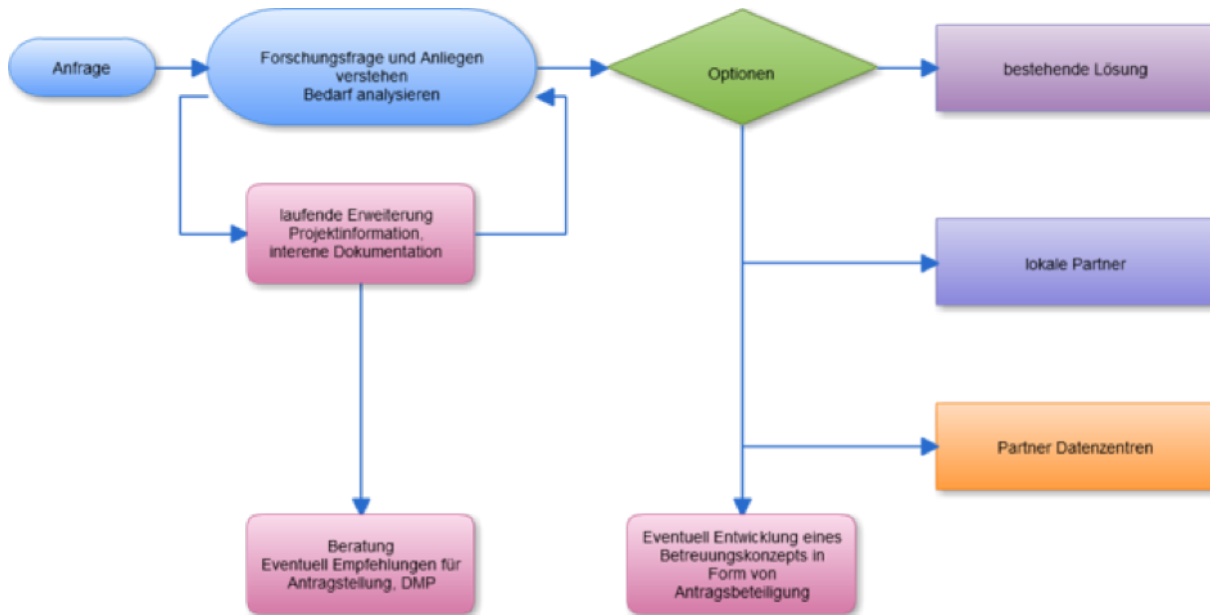 Anfrage
Forschungsfrage und Anliegen
verstehen
Bedarf analysieren
Optionen
bestehende Lösung
laufende Erweiterung
Projektinformation,
interene Dokumentation
lokale Partner
Partner Datenzentren
Beratung
Eventuell Empfehlungen für
Antragstellung, DMP
Eventuell Entwicklung eines
Betreuungskonzepts in
Form von
Antragsbeteiligung